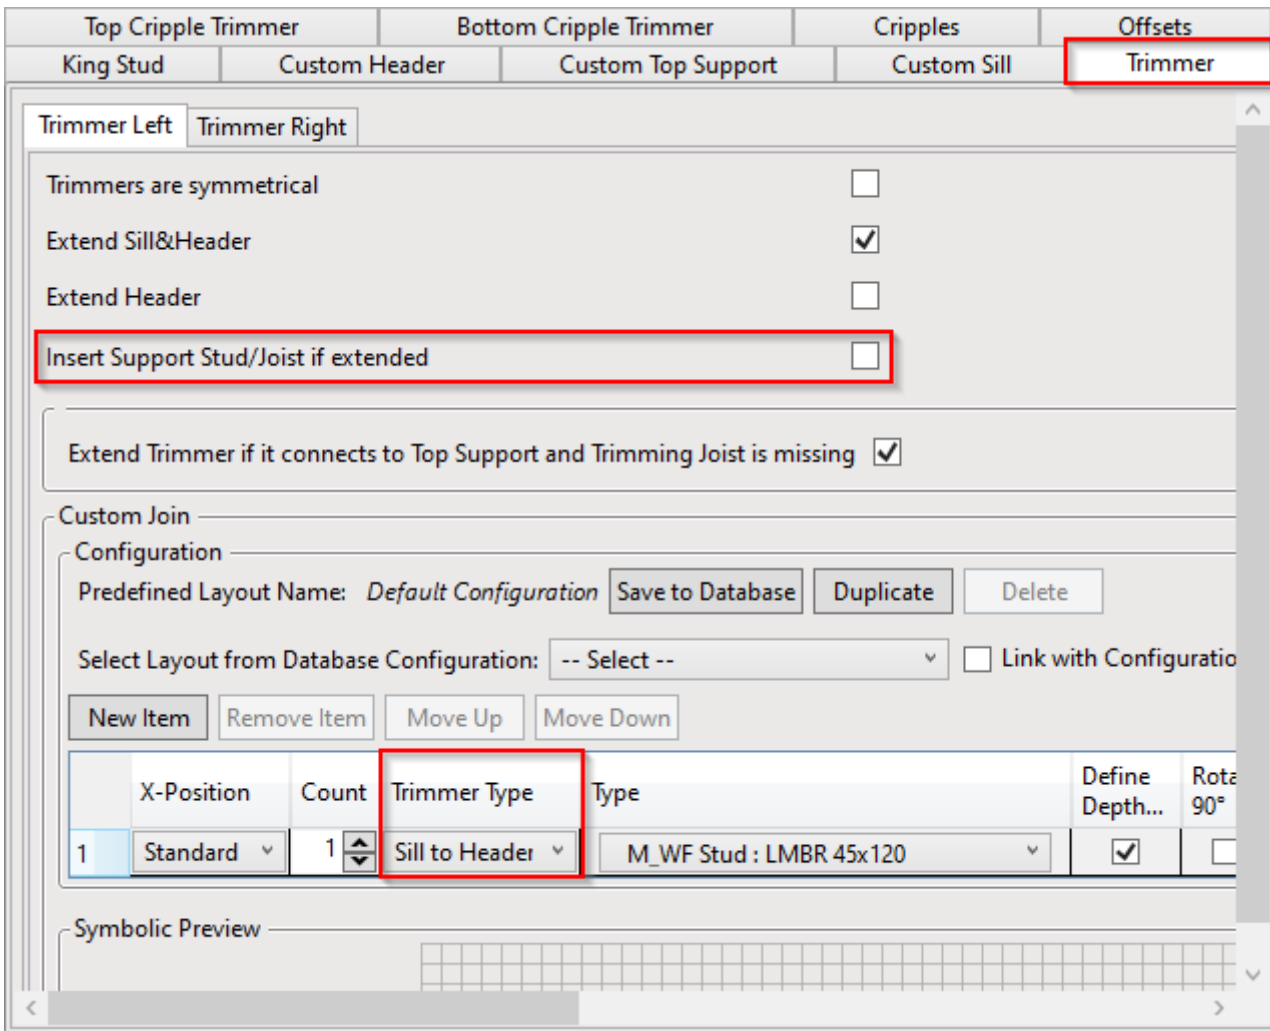 Top Cripple Trimmer Bottom Cripple Trimmer Cripples Offsets
King Stud Custom Header Custom Top Support Custom Sill Trimmer
Trimmer Left Trimmer Right
Trimmers are symmetrical
Extend Sill&Header
Extend Header
Insert Support Stud/Joist if extended
Extend Trimmer if it connects to Top Support and Trimming Joist is missing
Custom Join
Configuration
Predefined Layout Name: Default Configuration Save to Database Duplicate Delete
Select Layout from Database Configuration: -- Select -- Link with Configuratio
New Item Remove Item Move Up Move Down
X-Position Count Trimmer Type Type Define Depth... Rota 90°
1 Standard 1 Sill to Header M_WF Stud : LMBR 45x120
Symbolic Preview